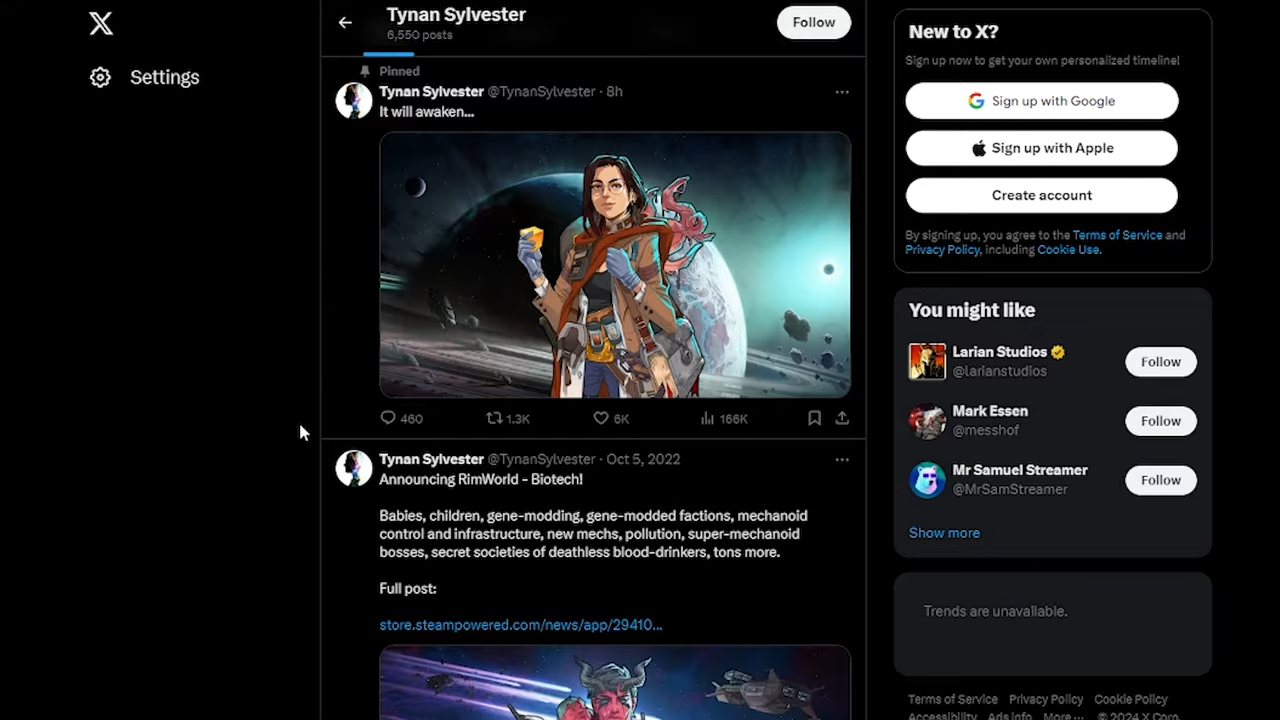 Settings
Tynan Sylvester
6,550 posts
Follow
Pinned
Tynan Sylvester @TynanSylvester · 8h
It will awaken...
460 1.3K 6K 166K
Tynan Sylvester @TynanSylvester · Oct 5, 2022
Announcing RimWorld - Biotech!
Babies, children, gene-modding, gene-modded factions, mechanoid
control and infrastructure, new mechs, pollution, super-mechanoid
bosses, secret societies of deathless blood-drinkers, tons more.
Full post:
store.steampowered.com/news/app/29410...
New to X?
Sign up now to get your own personalized timeline!
Sign up with Google
Sign up with Apple
Create account
By signing up, you agree to the Terms of Service and
Privacy Policy, including Cookie Use.
You might like
Larian Studios
@larianstudios
Follow
Mark Essen
@messhof
Follow
Mr Samuel Streamer
@MrSamStreamer
Follow
Show more
Trends are unavailable.
Terms of Service Privacy Policy Cookie Policy
Accessibility Ads info More ... © 2024 X Corp.